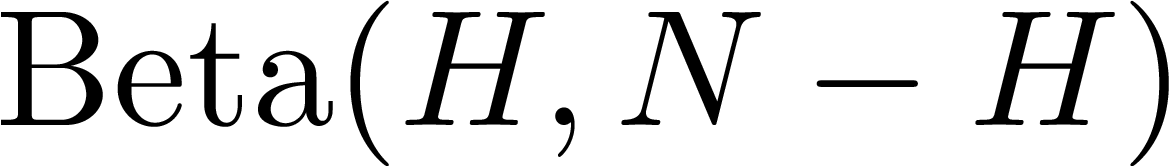 Beta(H, N − H)